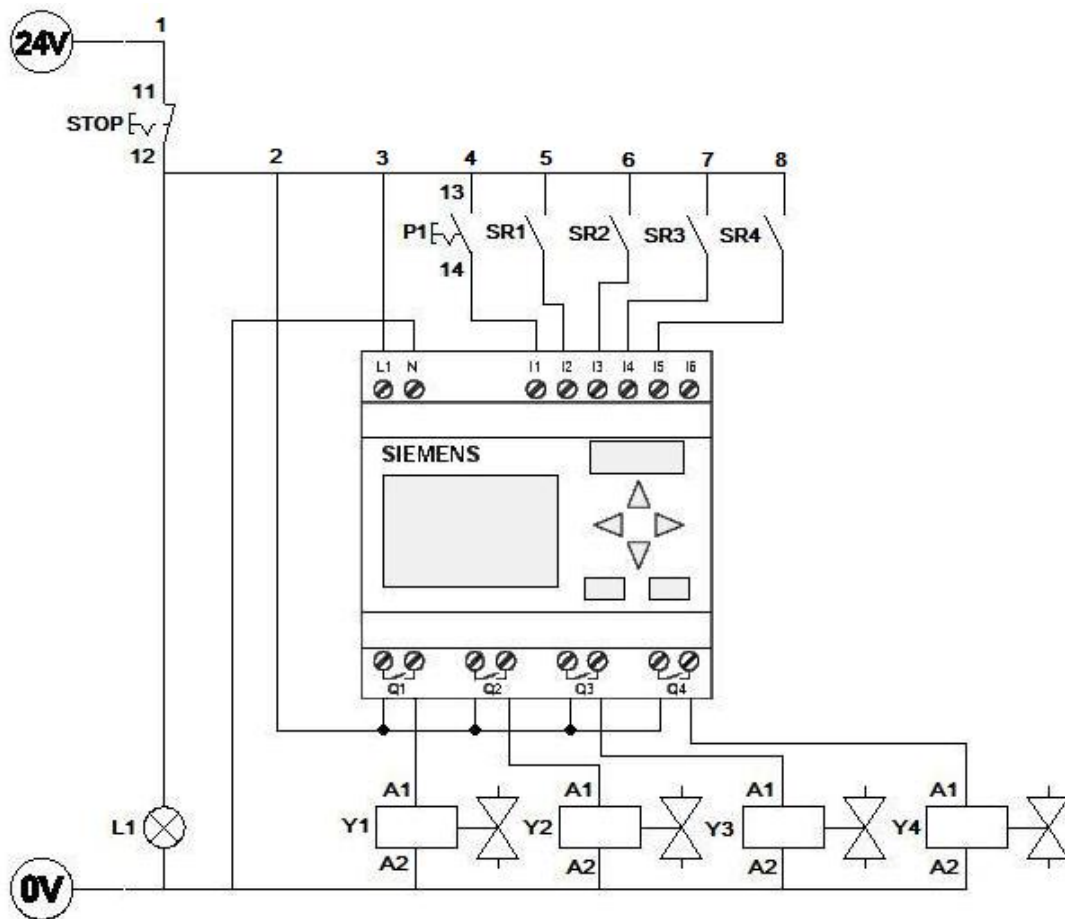 1
24V
11
STOP
12
2 3 4 5 6 7 8
13
P1 SR1 SR2 SR3 SR4
14
L1 N I1 I2 I3 I4 I5 I6
SIEMENS
Q1 Q2 Q3 Q4
A1 A1 A1 A1
L1 Y1 Y2 Y3 Y4
A2 A2 A2 A2
0V